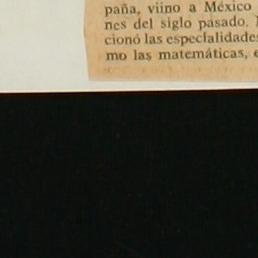 paña, viino a México
nes del siglo pasado.
cionó las especialidades
mo las matemáticas,